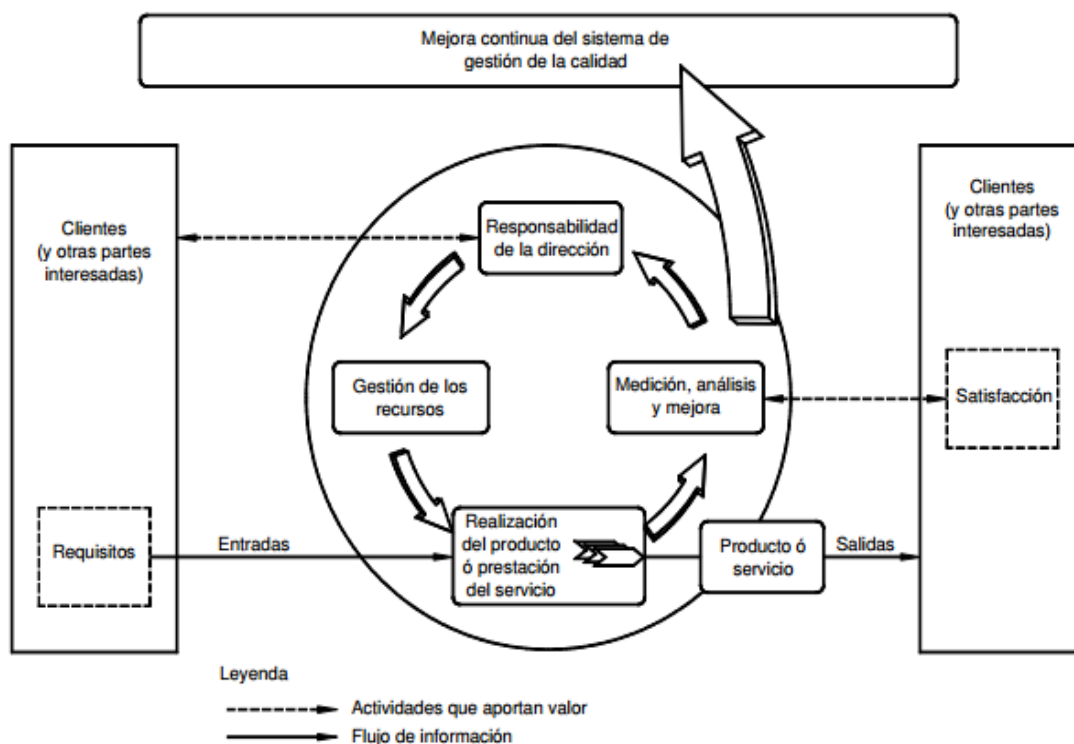 Mejora continua del sistema de
gestión de la calidad
Clientes
(y otras partes
interesadas)
Responsabilidad
de la dirección
Clientes
(y otras partes
interesadas)
Gestión de los
recursos
Medición, análisis
y mejora
Satisfacción
Requisitos
Entradas
Realización
del producto
ó prestación
del servicio
Producto ó
servicio
Salidas
Leyenda
Actividades que aportan valor
Flujo de información